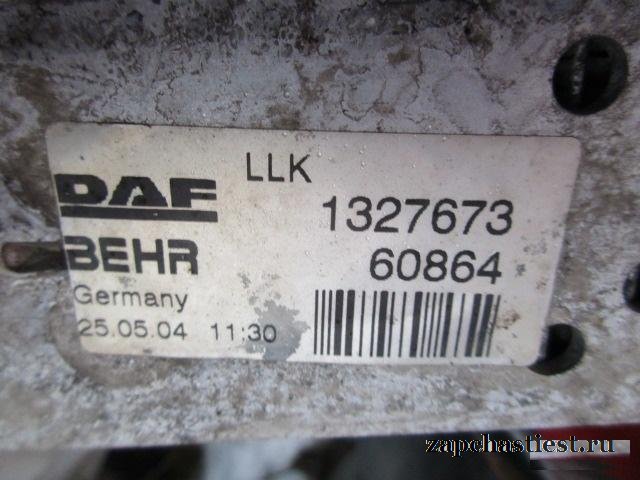 LLK
DAF 1327673
BEHR 60864
Germany
25.05.04 11:30
zapchastiest.ru